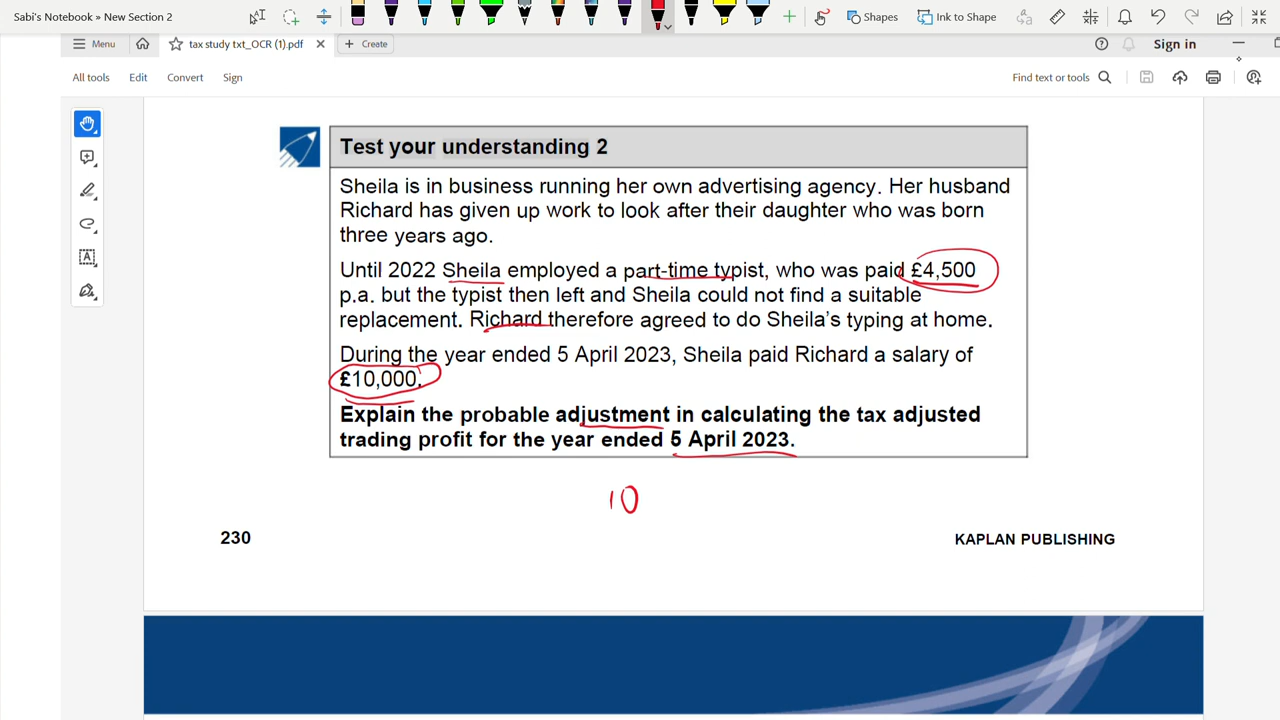 Sabi's Notebook » New Section 2
Shapes
Ink to Shape
Menu
tax study txt_OCR (1).pdf
Create
Sign in
All tools
Edit
Convert
Sign
Find text or tools
Test your understanding 2
Sheila is in business running her own advertising agency. Her husband
Richard has given up work to look after their daughter who was born
three years ago.
Until 2022 Sheila employed a part-time typist, who was paid £4,500
p.a. but the typist then left and Sheila could not find a suitable
replacement. Richard therefore agreed to do Sheila's typing at home.
During the year ended 5 April 2023, Sheila paid Richard a salary of
£10,000.
Explain the probable adjustment in calculating the tax adjusted
trading profit for the year ended 5 April 2023.
10
230
KAPLAN PUBLISHING